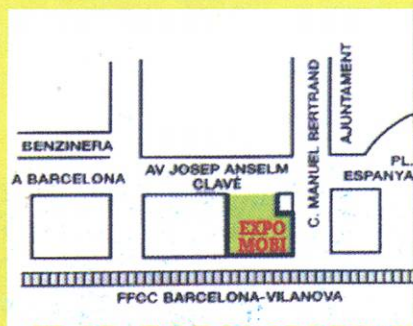 BENZINERA
A BARCELONA
AV JOSEP ANSELM
CLAVÉ
C. MANUEL BERTRAND
AJUNTAMENT
PL.
ESPANYA
EXPO
MOBI
FFCC BARCELONA-VILANOVA